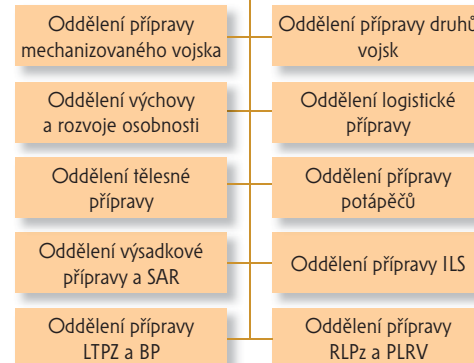 Oddělení přípravy
mechanizovaného vojska
Oddělení přípravy druhů
vojsk
Oddělení výchovy
a rozvoje osobnosti
Oddělení logistické
přípravy
Oddělení tělesné
přípravy
Oddělení přípravy
potápěčů
Oddělení výsadkové
přípravy a SAR
Oddělení přípravy ILS
Oddělení přípravy
LTPZ a BP
Oddělení přípravy
RLPz a PLRV